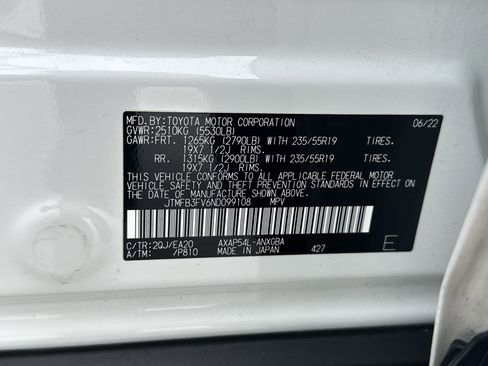 MFD.BY:TOYOTA MOTOR CORPORATION 06/22
GVWR:2510KG (5530LB)
GAWR:FRT. 1265KG (2790LB) WITH 235/55R19 TIRES.
19X7 1/2J RIMS.
RR. 1315KG (2900LB) WITH 235/55R19 TIRES.
19X7 1/2J RIMS.
THIS VEHICLE CONFORMS TO ALL APPLICABLE FEDERAL MOTOR
VEHICLE SAFETY, BUMPER, AND THEFT PREVENTION STANDARDS
IN EFFECT ON THE DATE OF MANUFACTURE SHOWN ABOVE.
JTMFB3FV6ND099108 MPV
C/TR:2QJ/EA20 AXAP54L-ANXGBA
A/TM: /P810 MADE IN JAPAN 427 E